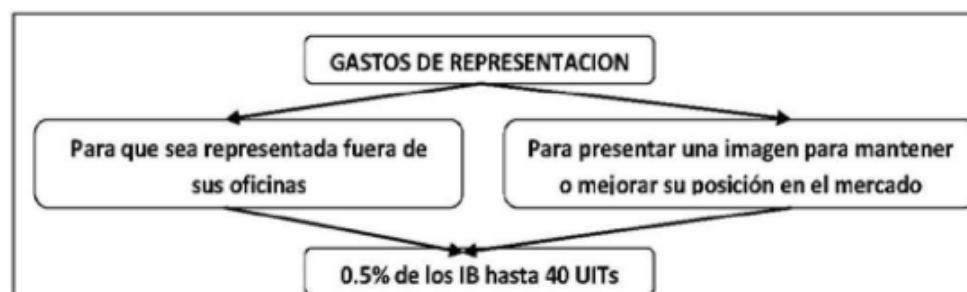 GASTOS DE REPRESENTACION
Para que sea representada fuera de
sus oficinas
Para presentar una imagen para mantener
o mejorar su posición en el mercado
0.5% de los IB hasta 40 UITs